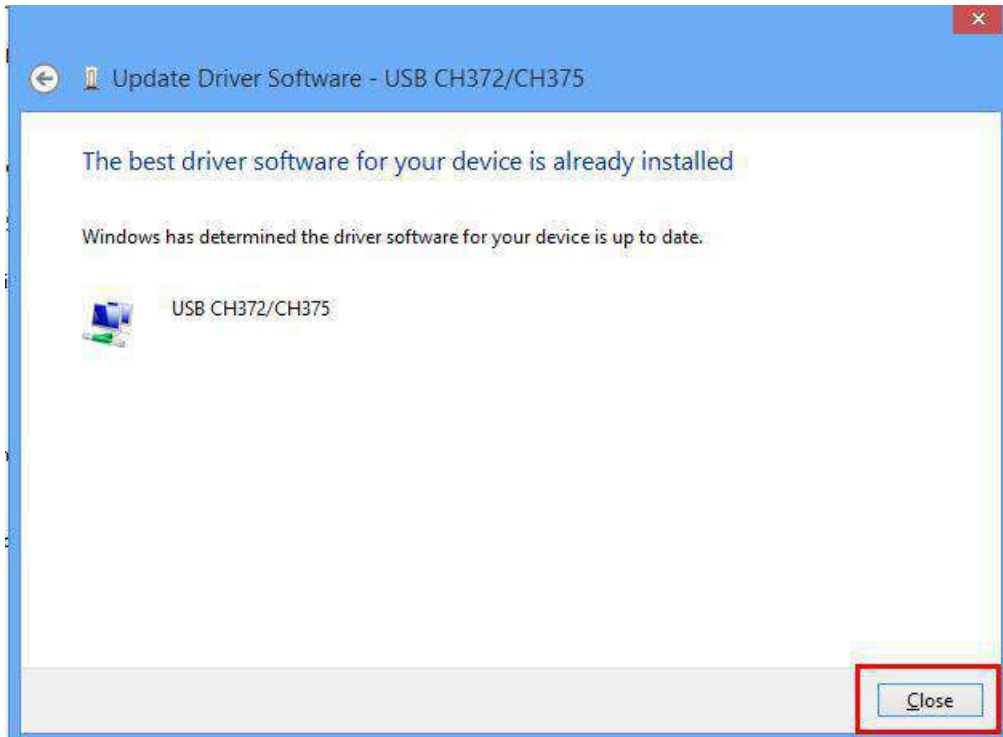 Update Driver Software - USB CH372/CH375
The best driver software for your device is already installed
Windows has determined the driver software for your device is up to date.
USB CH372/CH375
Close